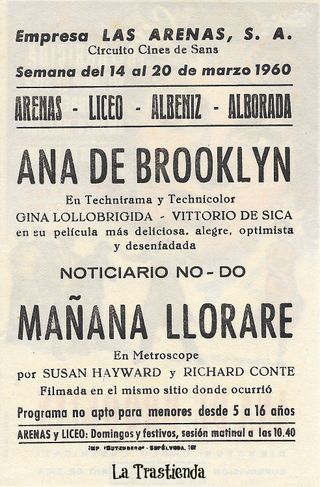 Empresa LAS ARENAS, S. A.
Circuito Cines de Sans
Semana del 14 al 20 de marzo 1960
ARENAS - LICEO - ALBENIZ - ALBORADA
ANA DE BROOKLYN
En Technirama y Technicolor
GINA LOLLOBRIGIDA - VITTORIO DE SICA
en su película más deliciosa, alegre, optimista
y desenfadada
NOTICIARIO NO-DO
MAÑANA LLORARE
En Metroscope
por SUSAN HAYWARD y RICHARD CONTE
Filmada en el mismo sitio donde ocurrió
Programa no apto para menores desde 5 a 16 años
ARENAS y LICEO: Domingos y festivos, sesión matinal a las 10.40
IMP. "GUTENBERG" - SEPÚLVEDA, 167
La Trastienda